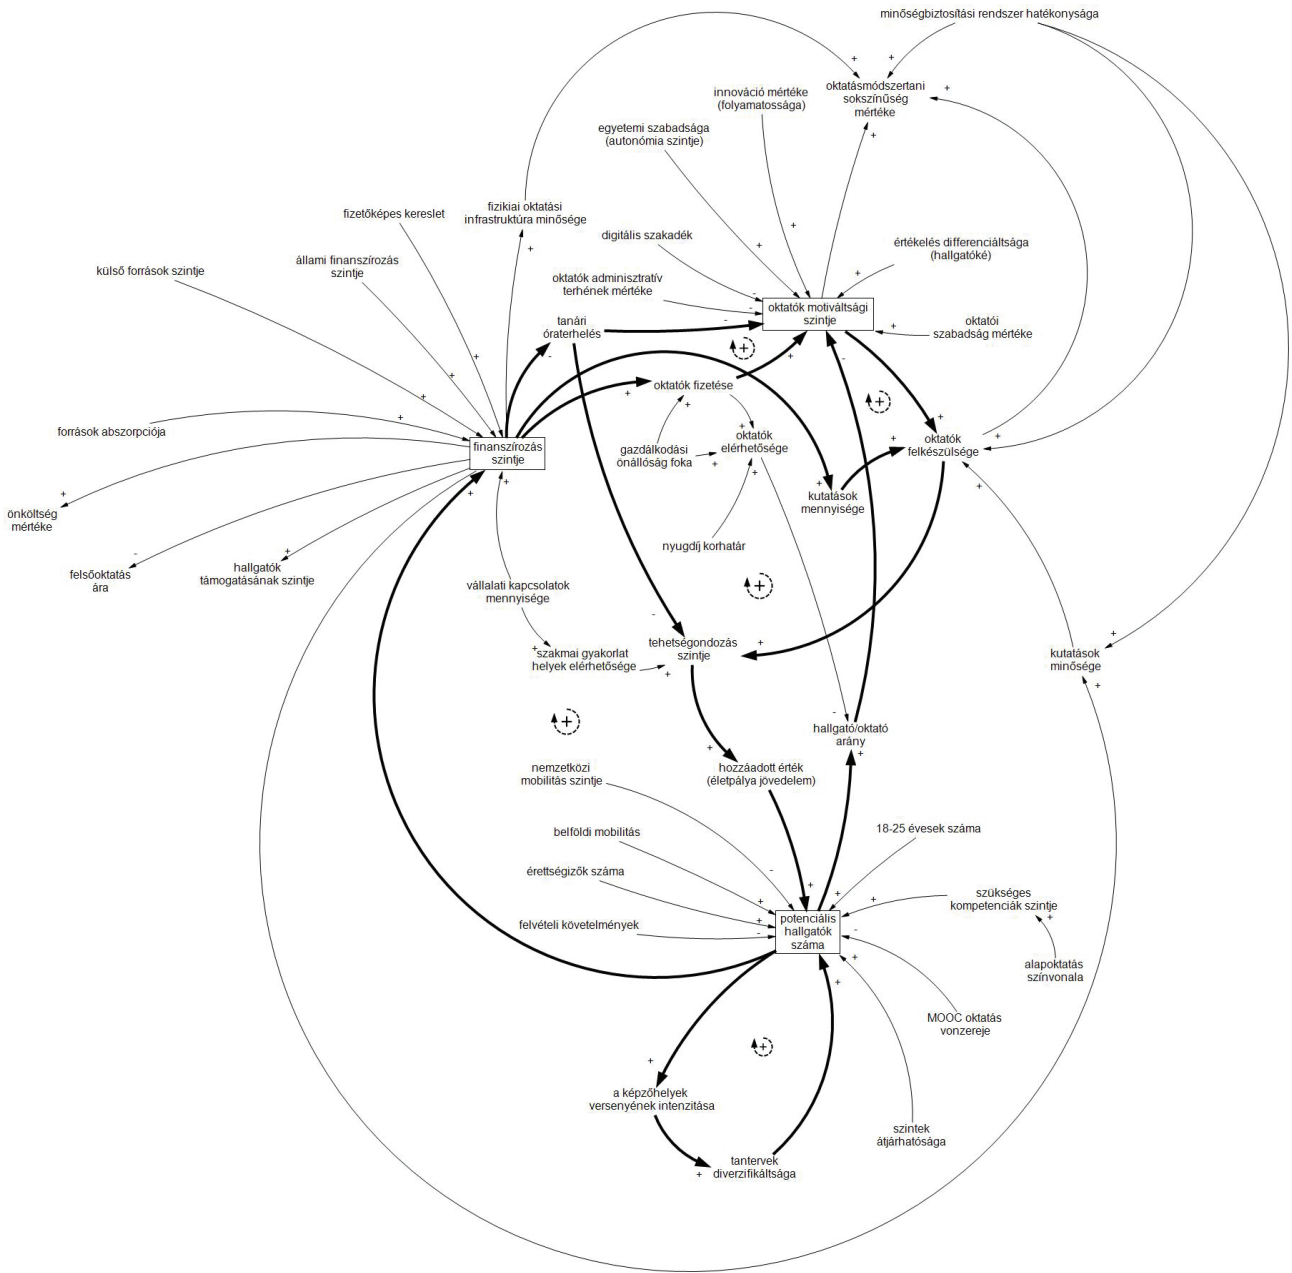 minőségbiztosítási rendszer hatékonysága
oktatásmódszertani
sokszínűség
mértéke
innováció mértéke
(folyamatossága)
egyetemi szabadsága
(autonómia szintje)
fizikiai oktatási
infrastruktúra minősége
fizetőképes kereslet
digitális szakadék
értékelés differenciáltsága
(hallgatóké)
állami finanszírozás
szintje
külső források szintje
oktatók adminisztratív
terhének mértéke
oktatók motiváltsági
szintje
tanári
óraterhelés
oktatói
szabadság mértéke
oktatók fizetése
források abszorpciója
finanszírozás
szintje
gazdálkodási
önállóság foka
oktatók
elérhetősége
oktatók
felkészülsége
kutatások
mennyisége
önköltség
mértéke
nyugdíj korhatár
felsőoktatás
ára
hallgatók
támogatásának szintje
vállalati kapcsolatok
mennyisége
tehetségondozás
szintje
szakmai gyakorlat
helyek elérhetősége
kutatások
minősége
hallgató/oktató
arány
nemzetközi
mobilitás szintje
hozzáadott érték
(életpálya jövedelem)
belföldi mobilitás
18-25 évesek száma
érettségizők száma
szükséges
kompetenciák szintje
felvételi követelmények
potenciális
hallgatók
száma
alapoktatás
színvonala
MOOC oktatás
vonzereje
a képzőhelyek
versenyének intenzitása
szintek
átjárhatósága
tantervek
diverzifikáltsága